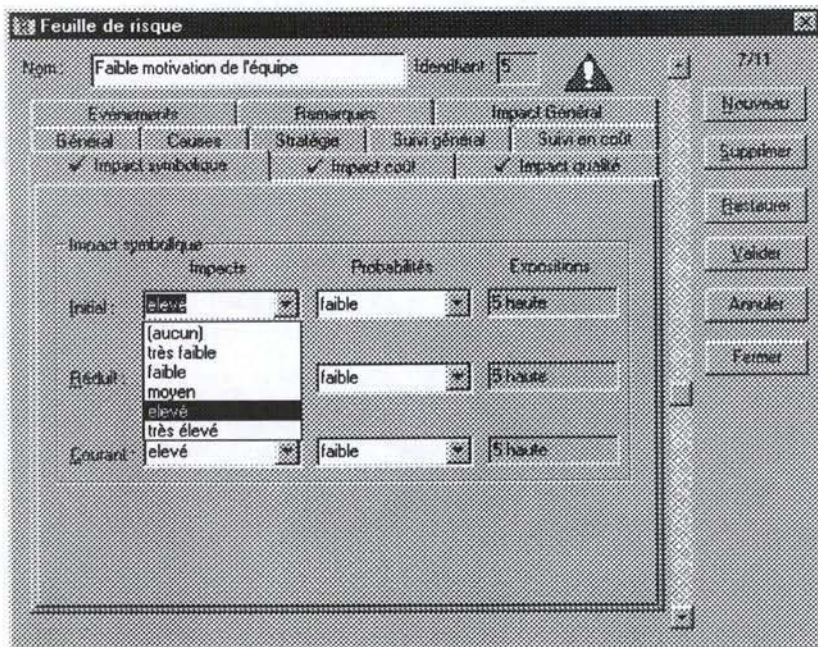 Feuille de risque
Nom : Faible motivation de l'équipe Identifiant 5 7/11
Nouveau
Evénements Remarques Impact Général
Général Causes Stratégie Suivi général Suivi en coût
Supprimer
✓ Impact symbolique ✓ Impact coût ✓ Impact qualité
Restaurer
Impact symbolique
Impacts Probabilités Expositions
Valider
Initial : elevé faible 5 haute
Annuler
(aucun)
très faible
faible
moyen
elevé
très élevé
Fermer
Réduit : faible 5 haute
Courant : elevé faible 5 haute